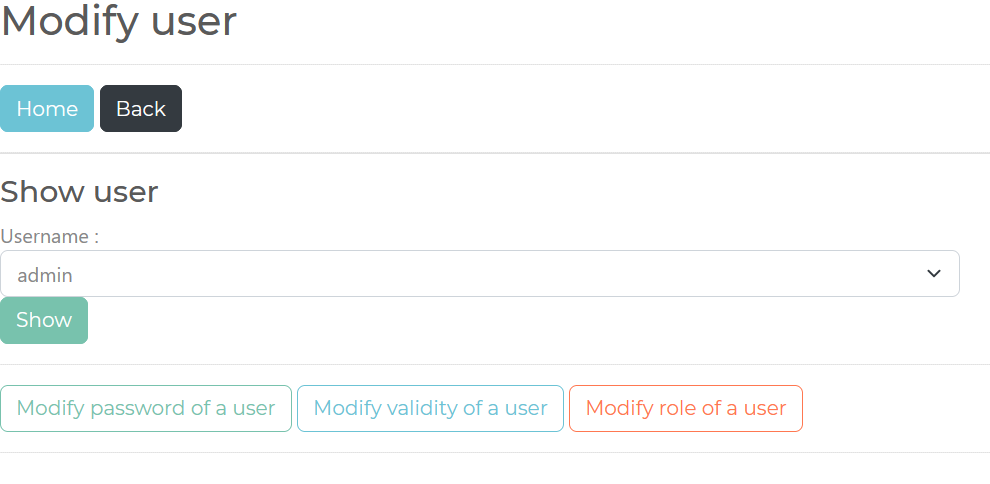 Modify user
Home Back
Show user
Username :
admin
Show
Modify password of a user Modify validity of a user Modify role of a user